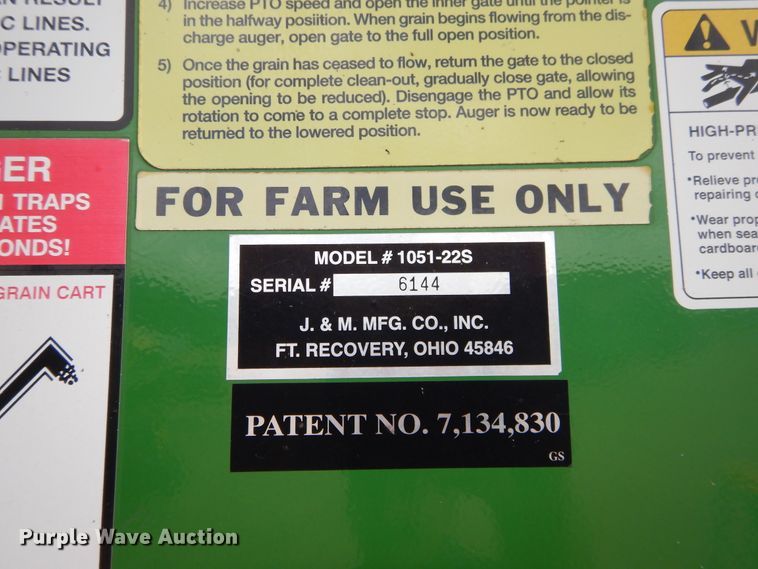 C LINES.
OPERATING
C LINES
GER
TRAPS
ATES
ONDS!
GRAIN CART
4) Increase PTO speed and open the inner gate until the pointer is
in the halfway posiition. When grain begins flowing from the dis-
charge auger, open gate to the full open position.
5) Once the grain has ceased to flow, return the gate to the closed
position (for complete clean-out, gradually close gate, allowing
the opening to be reduced). Disengage the PTO and allow its
rotation to come to a complete stop. Auger is now ready to be
returned to the lowered position.
FOR FARM USE ONLY
MODEL # 1051-22S
SERIAL # 6144
J. & M. MFG. CO., INC.
FT. RECOVERY, OHIO 45846
PATENT NO. 7,134,830
GS
W
HIGH-PR
To prevent
•Relieve pr
repairing
•Wear prop
when sea
cardboar
•Keep all
Purple Wave Auction